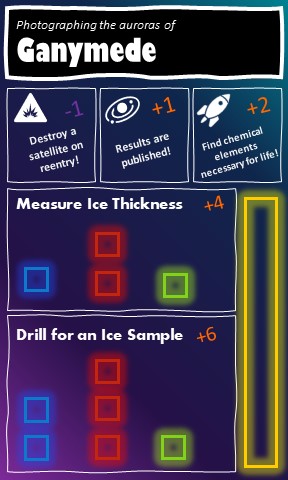 Photographing the auroras of
Ganymede
-1
Destroy a
satellite on
reentry!
+1
Results are
published!
+2
Find chemical
elements
necessary for life!
Measure Ice Thickness +4
Drill for an Ice Sample +6